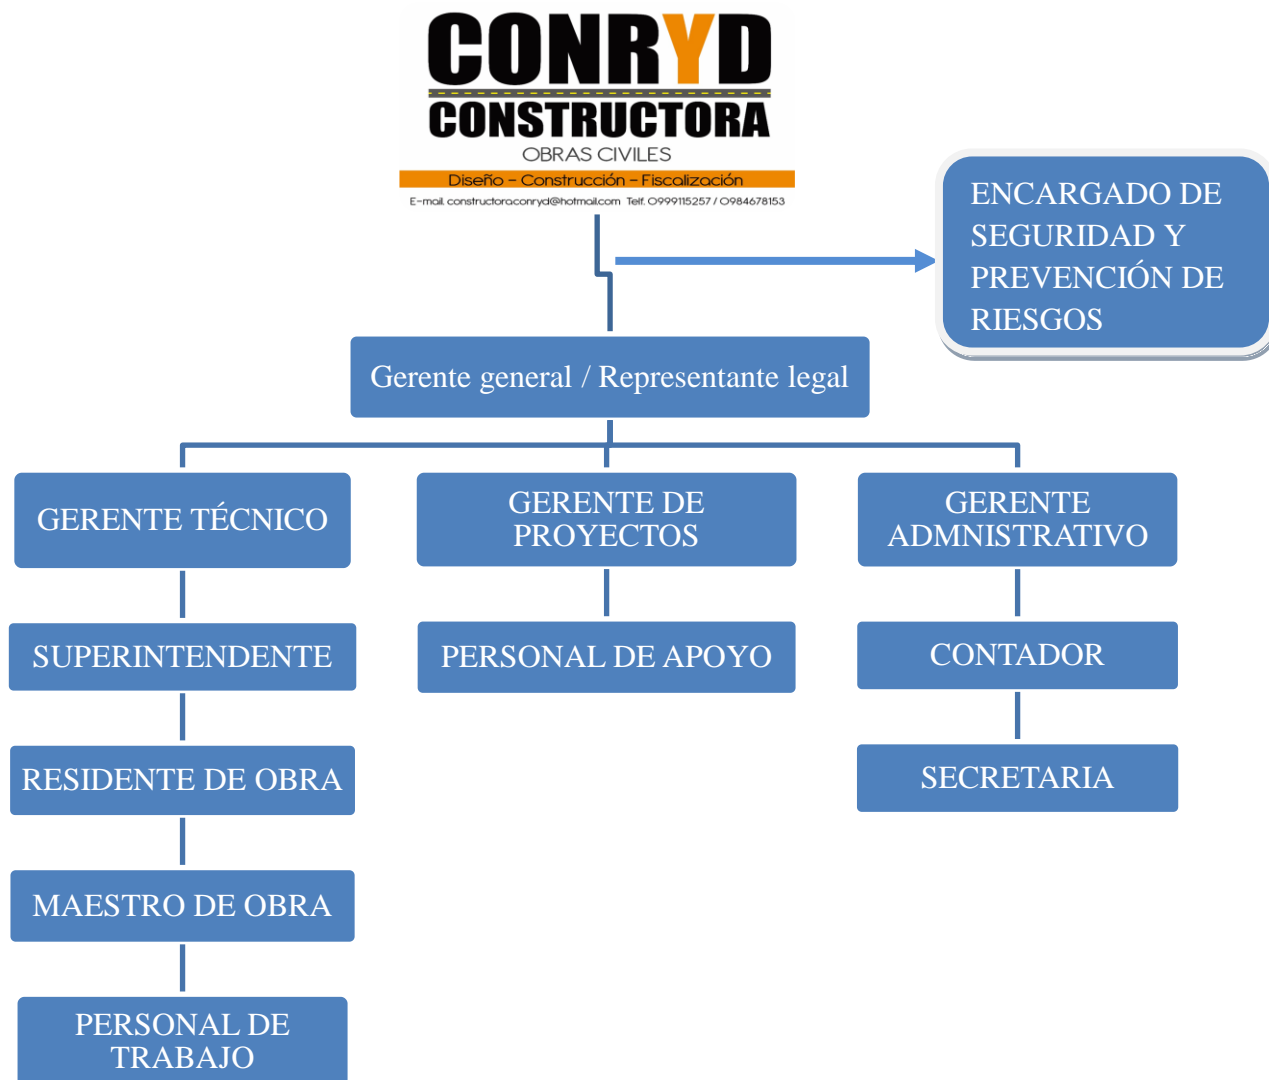 CONRYD
CONSTRUCTORA
OBRAS CIVILES
Diseño - Construcción - Fiscalización
E-mail. constructoraconryd@hotmail.com Telf. 0999115257 / 0984678153
ENCARGADO DE
SEGURIDAD Y
PREVENCIÓN DE
RIESGOS
Gerente general / Representante legal
GERENTE TÉCNICO
SUPERINTENDENTE
RESIDENTE DE OBRA
MAESTRO DE OBRA
PERSONAL DE
TRABAJO
GERENTE DE
PROYECTOS
PERSONAL DE APOYO
GERENTE
ADMNISTRATIVO
CONTADOR
SECRETARIA